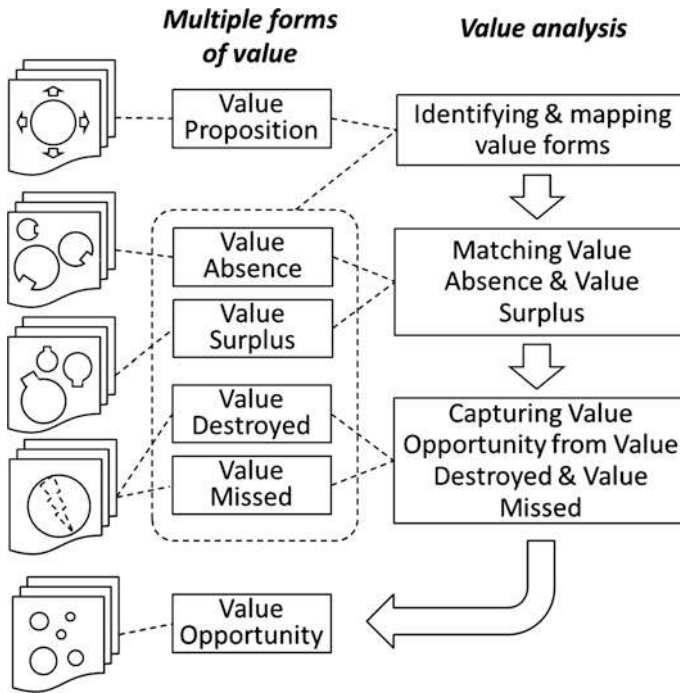 Multiple forms
of value
Value analysis
Value
Proposition
Identifying & mapping
value forms
Value
Absence
Matching Value
Absence & Value
Surplus
Value
Surplus
Value
Destroyed
Capturing Value
Opportunity from Value
Destroyed & Value
Missed
Value
Missed
Value
Opportunity